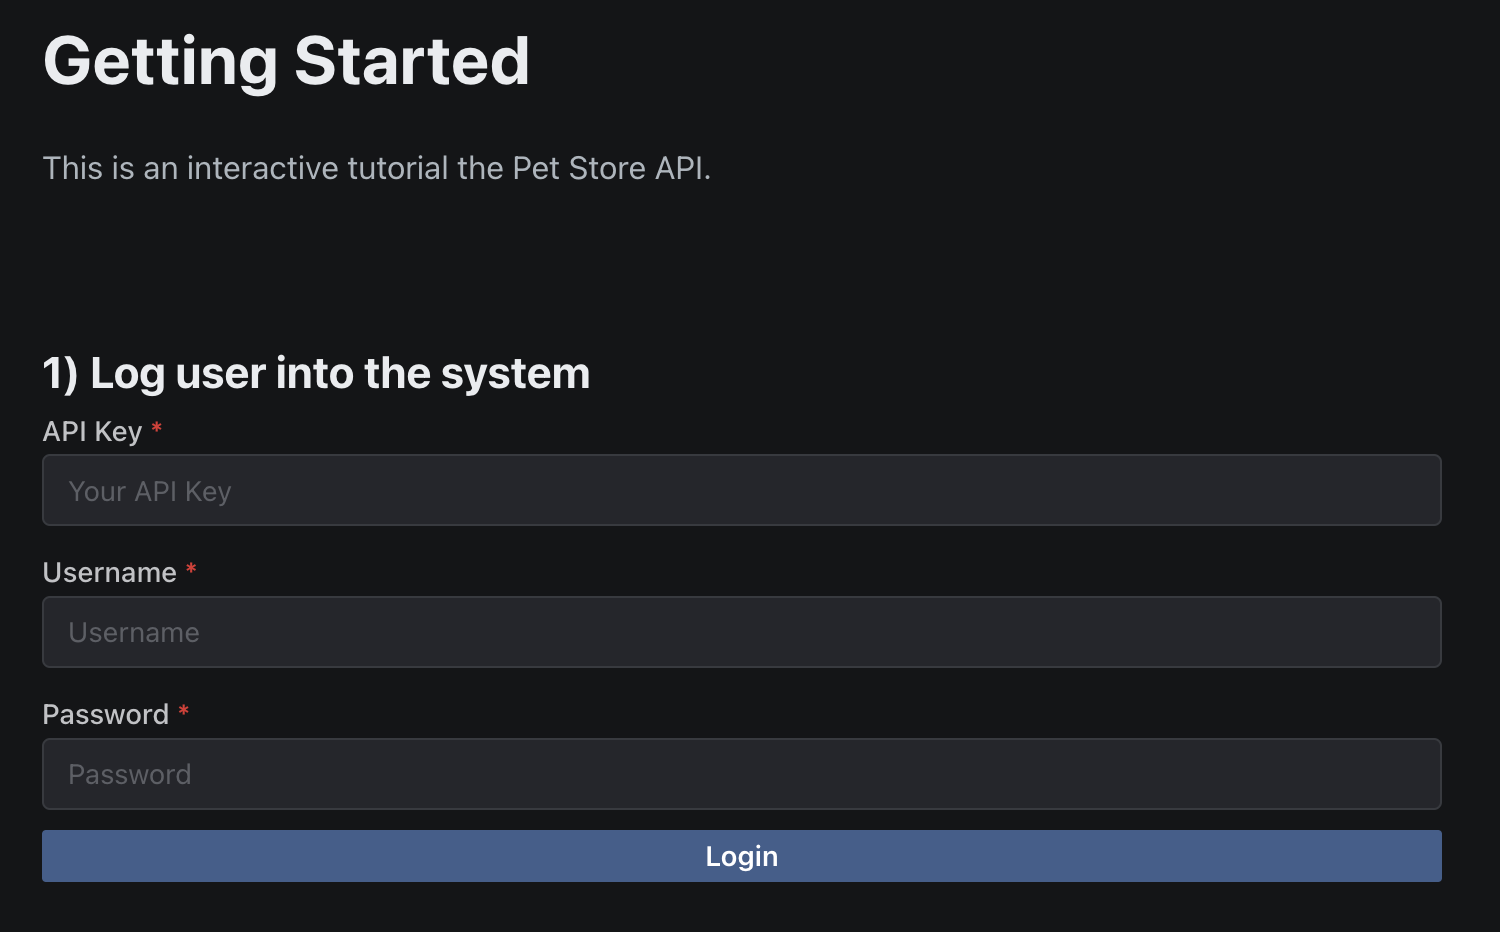 Getting Started
This is an interactive tutorial the Pet Store API.
1) Log user into the system
API Key *
Your API Key
Username *
Username
Password *
Password
Login